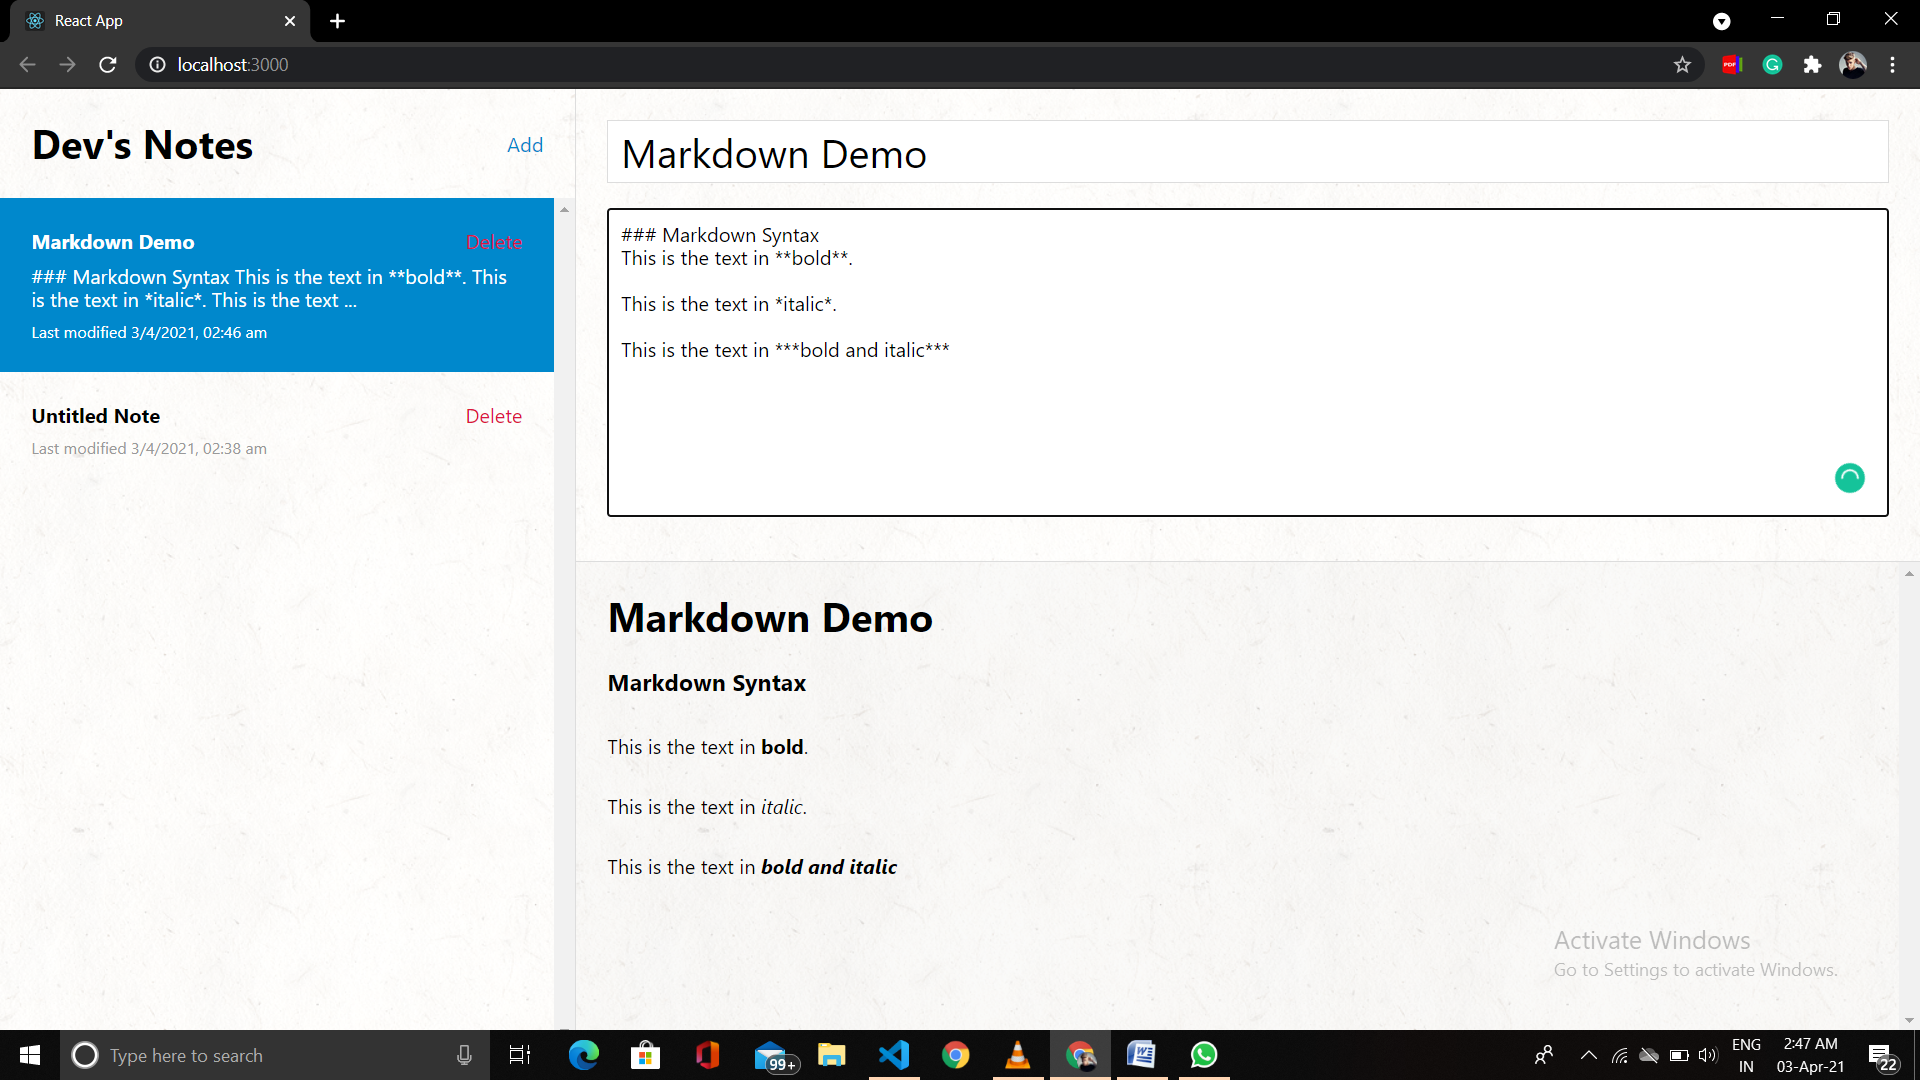 React App
localhost:3000
PDF
Dev's Notes
Add
Markdown Demo
Delete
### Markdown Syntax This is the text in **bold**. This
is the text in *italic*. This is the text ...
Last modified 3/4/2021, 02:46 am
Untitled Note
Delete
Last modified 3/4/2021, 02:38 am
Markdown Demo
### Markdown Syntax
This is the text in **bold**.
This is the text in *italic*.
This is the text in ***bold and italic***
Markdown Demo
Markdown Syntax
This is the text in bold.
This is the text in italic.
This is the text in bold and italic
Activate Windows
Go to Settings to activate Windows.
Type here to search
99+
ENG
IN
2:47 AM
03-Apr-21
22